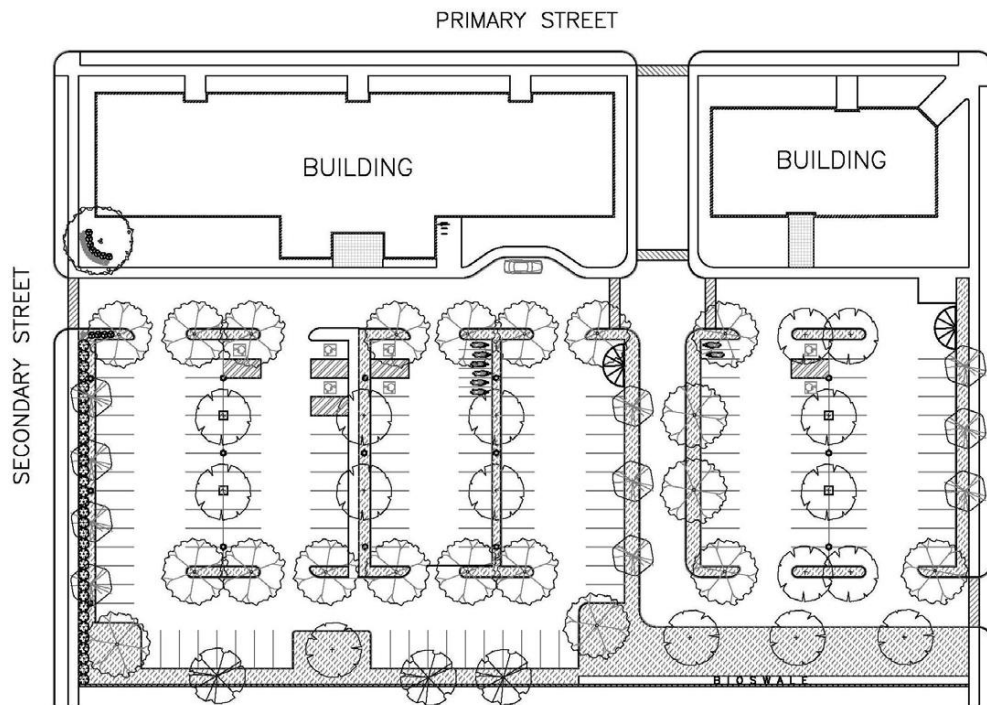 PRIMARY STREET
BUILDING
BUILDING
SECONDARY STREET
BIOSWALE